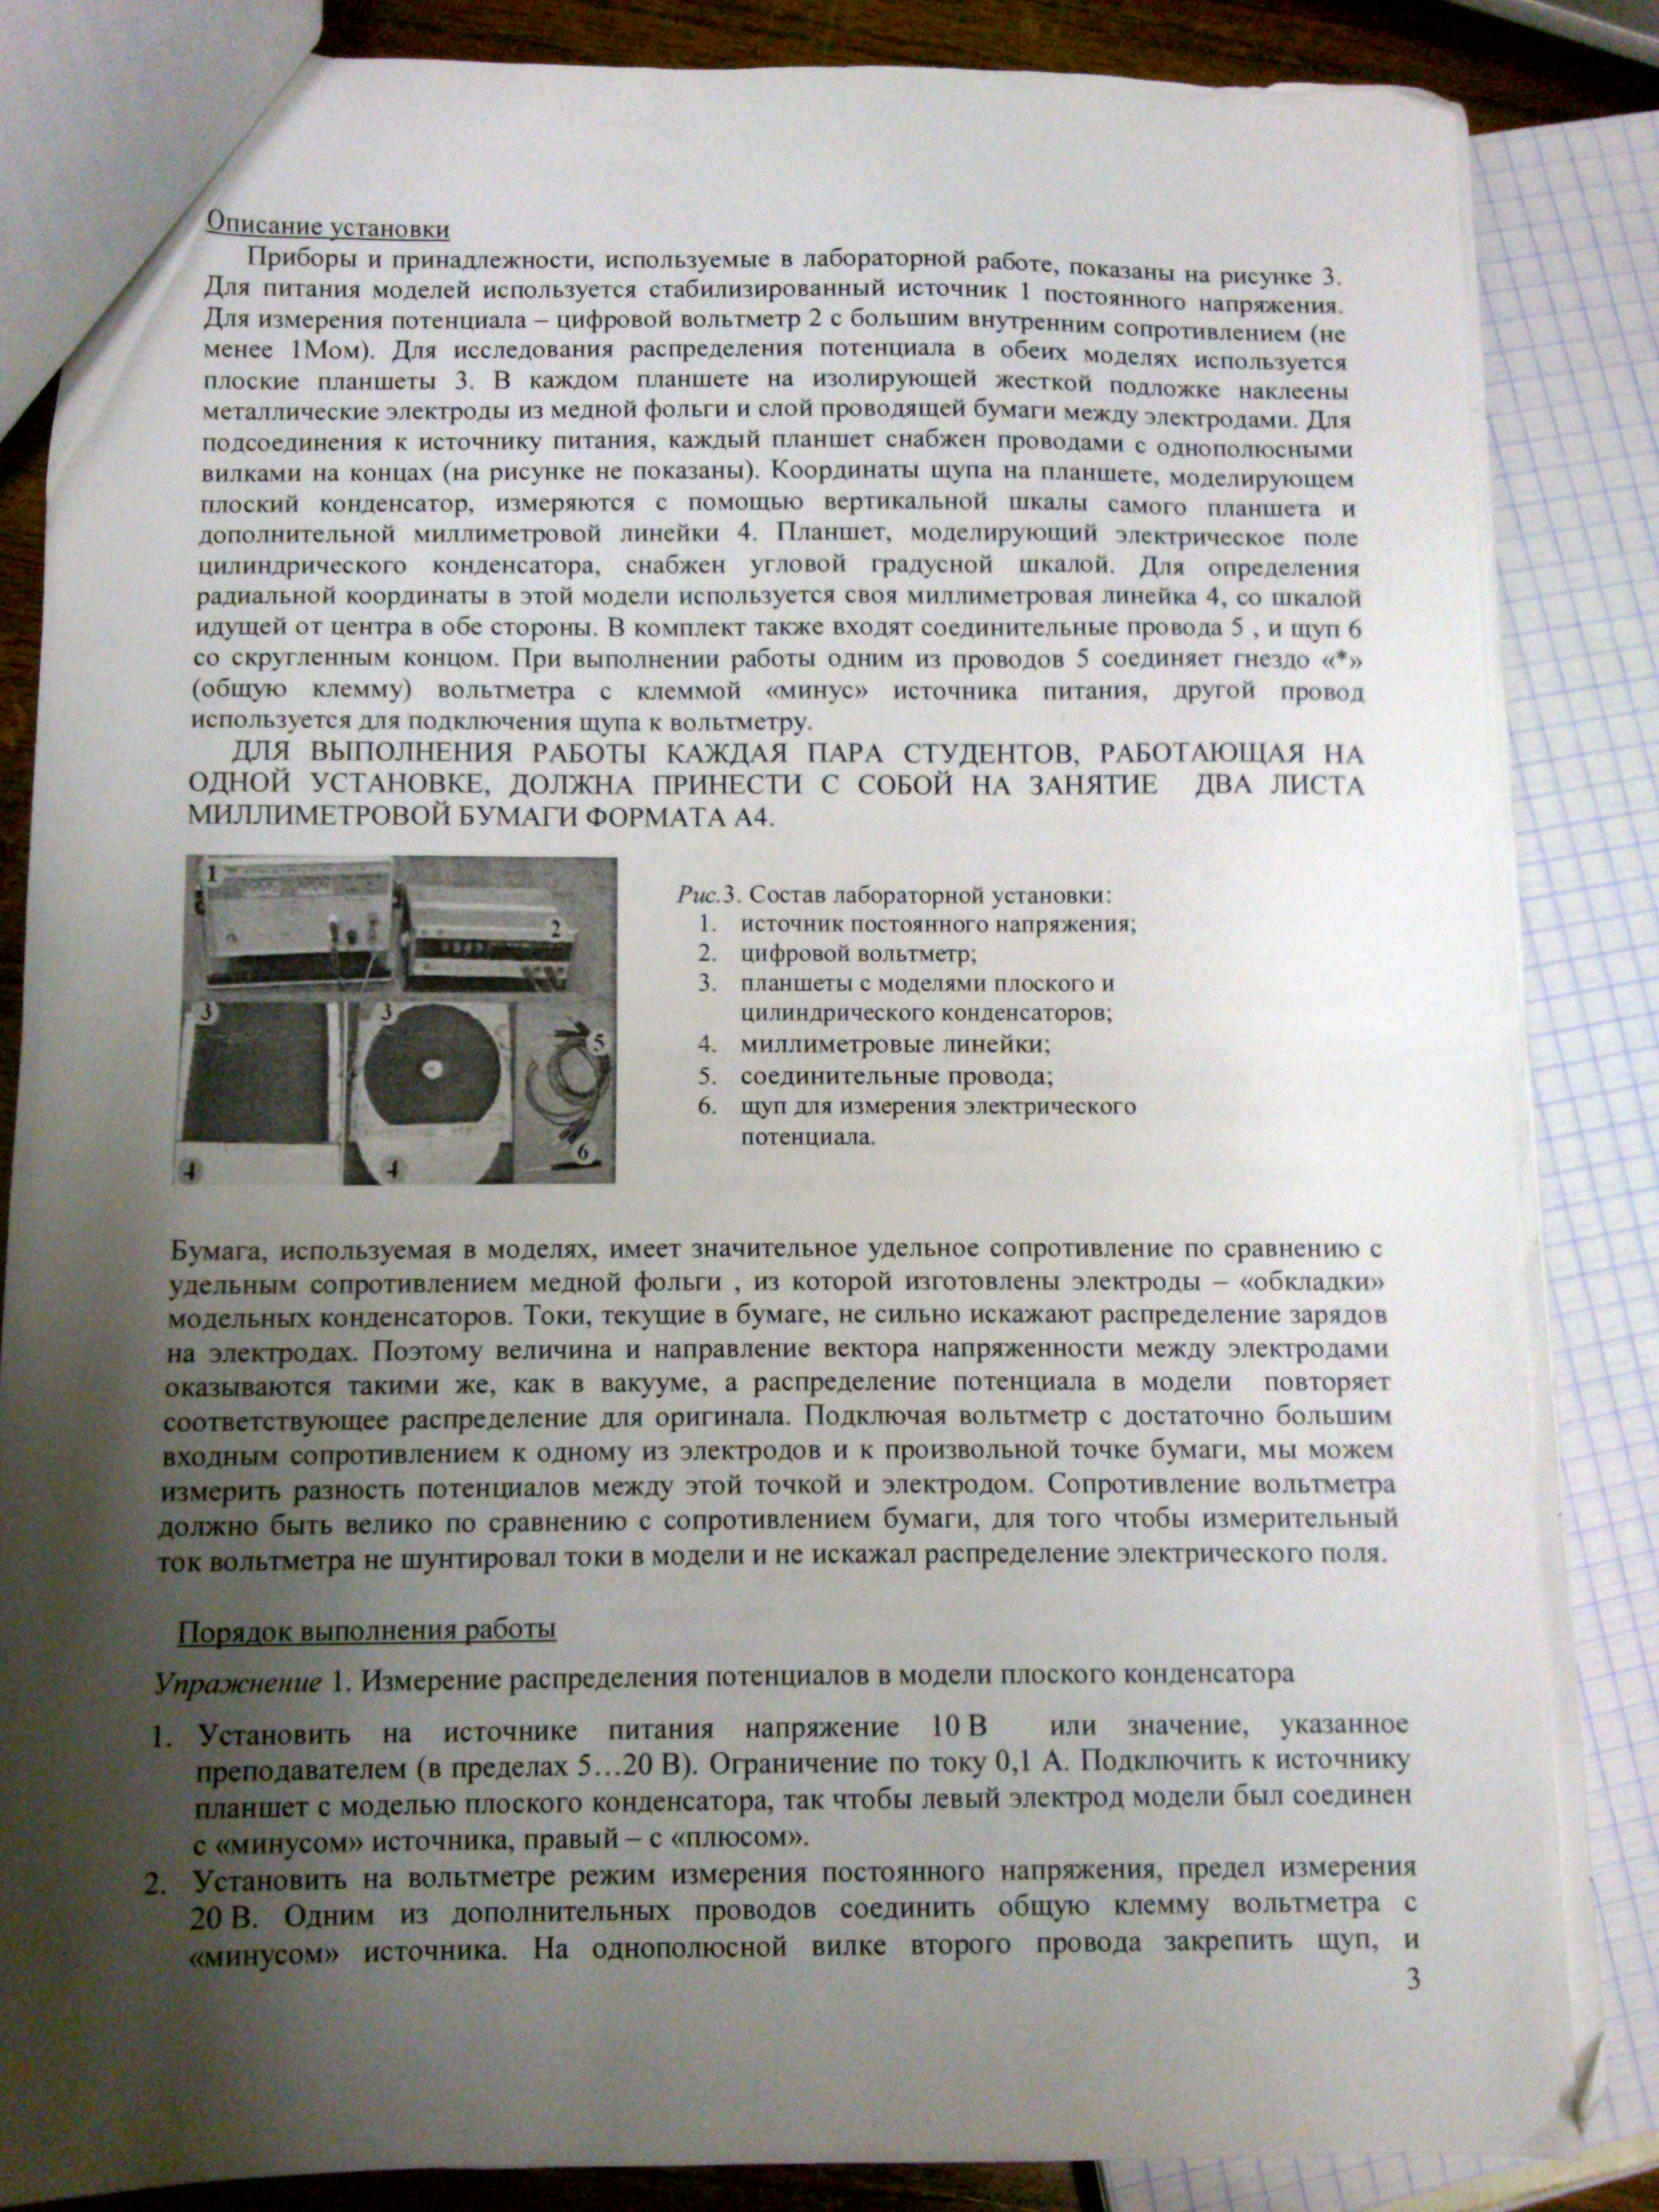 Описание установки
Приборы и принадлежности, используемые в лабораторной работе, показаны на рисунке 3.
Для питания моделей используется стабилизированный источник 1 постоянного напряжения.
Для измерения потенциала – цифровой вольтметр 2 с большим внутренним сопротивлением (не
менее 1Мом). Для исследования распределения потенциала в обеих моделях используется
плоские планшеты 3. В каждом планшете на изолирующей жесткой подложке наклеены
металлические электроды из медной фольги и слой проводящей бумаги между электродами. Для
подсоединения к источнику питания, каждый планшет снабжен проводами с однополюсными
вилками на концах (на рисунке не показаны). Координаты щупа на планшете, моделирующем
плоский конденсатор, измеряются с помощью вертикальной шкалы самого планшета и
дополнительной миллиметровой линейки 4. Планшет, моделирующий электрическое поле
цилиндрического конденсатора, снабжен угловой градусной шкалой. Для определения
радиальной координаты в этой модели используется своя миллиметровая линейка 4, со шкалой
идущей от центра в обе стороны. В комплект также входят соединительные провода 5 , и щуп 6
со скругленным концом. При выполнении работы одним из проводов 5 соединяет гнездо «*»
(общую клемму) вольтметра с клеммой «минус» источника питания, другой провод
используется для подключения щупа к вольтметру.
ДЛЯ ВЫПОЛНЕНИЯ РАБОТЫ КАЖДАЯ ПАРА СТУДЕНТОВ, РАБОТАЮЩАЯ НА
ОДНОЙ УСТАНОВКЕ, ДОЛЖНА ПРИНЕСТИ С СОБОЙ НА ЗАНЯТИЕ ДВА ЛИСТА
МИЛЛИМЕТРОВОЙ БУМАГИ ФОРМАТА А4.
1
2
3
3
5
4
4
6
Рис.3. Состав лабораторной установки:
1. источник постоянного напряжения;
2. цифровой вольтметр;
3. планшеты с моделями плоского и
цилиндрического конденсаторов;
4. миллиметровые линейки;
5. соединительные провода;
6. щуп для измерения электрического
потенциала.
Бумага, используемая в моделях, имеет значительное удельное сопротивление по сравнению с
удельным сопротивлением медной фольги , из которой изготовлены электроды – «обкладки»
модельных конденсаторов. Токи, текущие в бумаге, не сильно искажают распределение зарядов
на электродах. Поэтому величина и направление вектора напряженности между электродами
оказываются такими же, как в вакууме, а распределение потенциала в модели повторяет
соответствующее распределение для оригинала. Подключая вольтметр с достаточно большим
входным сопротивлением к одному из электродов и к произвольной точке бумаги, мы можем
измерить разность потенциалов между этой точкой и электродом. Сопротивление вольтметра
должно быть велико по сравнению с сопротивлением бумаги, для того чтобы измерительный
ток вольтметра не шунтировал токи в модели и не искажал распределение электрического поля.
Порядок выполнения работы
Упражнение 1. Измерение распределения потенциалов в модели плоского конденсатора
1. Установить на источнике питания напряжение 10 В или значение, указанное
преподавателем (в пределах 5…20 В). Ограничение по току 0,1 А. Подключить к источнику
планшет с моделью плоского конденсатора, так чтобы левый электрод модели был соединен
с «минусом» источника, правый – с «плюсом».
2. Установить на вольтметре режим измерения постоянного напряжения, предел измерения
20 В. Одним из дополнительных проводов соединить общую клемму вольтметра с
«минусом» источника. На однополюсной вилке второго провода закрепить щуп, и
3